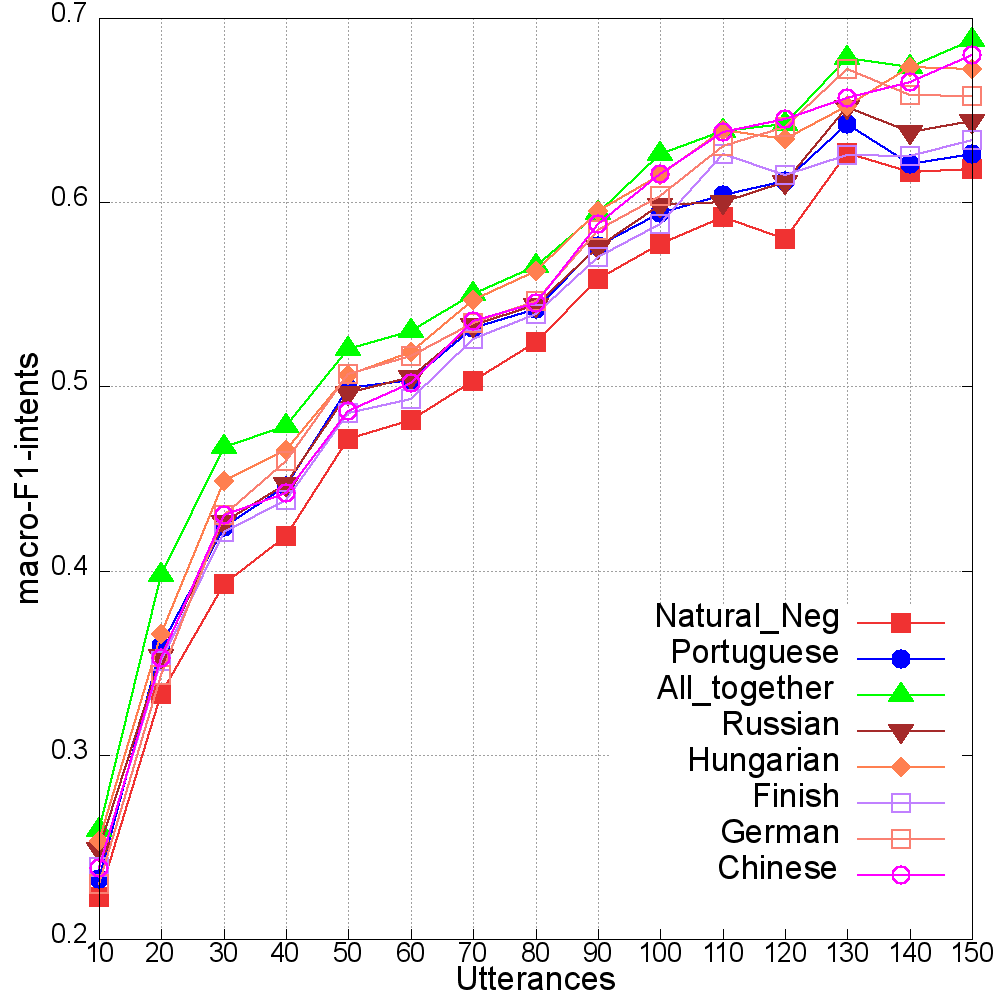 0.7
0.6
0.5
0.4
0.3
0.2
macro-F1-intents
Natural_Neg
Portuguese
All_together
Russian
Hungarian
Finish
German
Chinese
10 20 30 40 50 60 70 80 90 100 110 120 130 140 150
Utterances